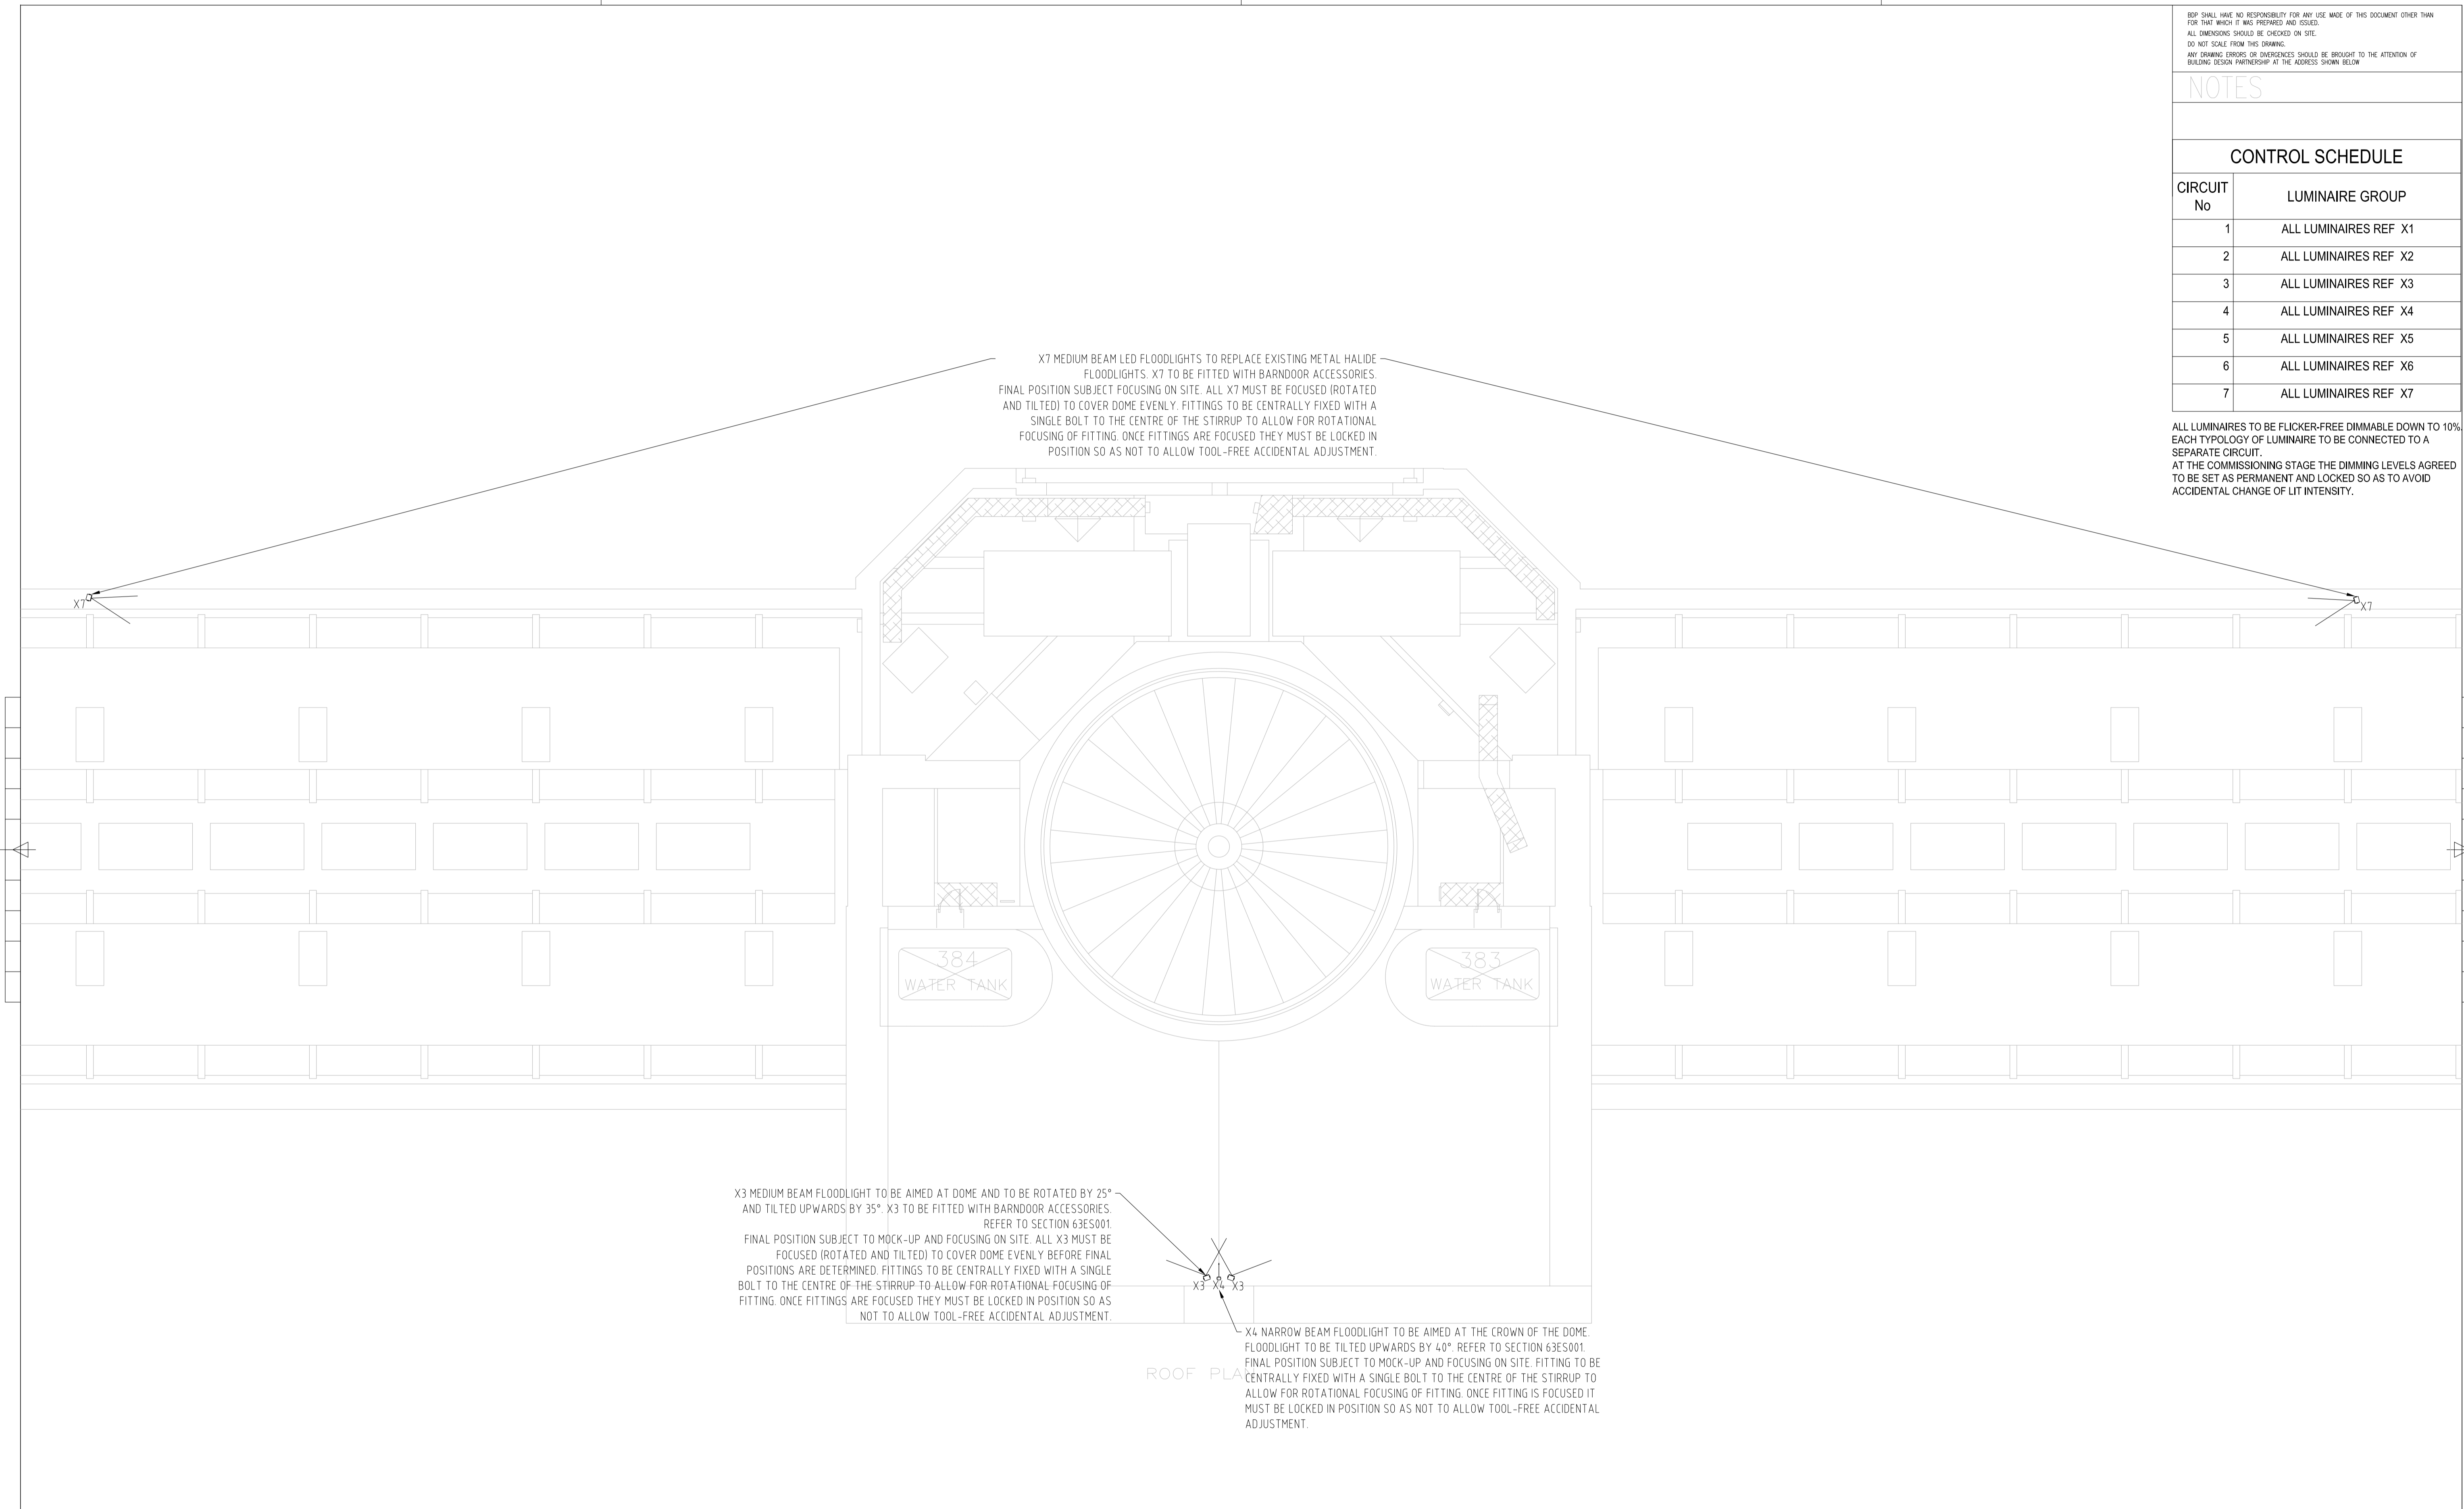 BDP SHALL HAVE NO RESPONSIBILITY FOR ANY USE MADE OF THIS DOCUMENT OTHER THAN
FOR THAT WHICH IT WAS PREPARED AND ISSUED.
ALL DIMENSIONS SHOULD BE CHECKED ON SITE.
DO NOT SCALE FROM THIS DRAWING.
ANY DRAWING ERRORS OR DIVERGENCES SHOULD BE BROUGHT TO THE ATTENTION OF
BUILDING DESIGN PARTNERSHIP AT THE ADDRESS SHOWN BELOW
NOTES
CONTROL SCHEDULE
CIRCUIT No LUMINAIRE GROUP
1 ALL LUMINAIRES REF X1
2 ALL LUMINAIRES REF X2
3 ALL LUMINAIRES REF X3
4 ALL LUMINAIRES REF X4
5 ALL LUMINAIRES REF X5
6 ALL LUMINAIRES REF X6
7 ALL LUMINAIRES REF X7
ALL LUMINAIRES TO BE FLICKER-FREE DIMMABLE DOWN TO 10%.
EACH TYPOLOGY OF LUMINAIRE TO BE CONNECTED TO A
SEPARATE CIRCUIT.
AT THE COMMISSIONING STAGE THE DIMMING LEVELS AGREED
TO BE SET AS PERMANENT AND LOCKED SO AS TO AVOID
ACCIDENTAL CHANGE OF LIT INTENSITY.
X7 MEDIUM BEAM LED FLOODLIGHTS TO REPLACE EXISTING METAL HALIDE
FLOODLIGHTS. X7 TO BE FITTED WITH BARNDOOR ACCESSORIES.
FINAL POSITION SUBJECT FOCUSING ON SITE. ALL X7 MUST BE FOCUSED (ROTATED
AND TILTED) TO COVER DOME EVENLY. FITTINGS TO BE CENTRALLY FIXED WITH A
SINGLE BOLT TO THE CENTRE OF THE STIRRUP TO ALLOW FOR ROTATIONAL
FOCUSING OF FITTING. ONCE FITTINGS ARE FOCUSED THEY MUST BE LOCKED IN
POSITION SO AS NOT TO ALLOW TOOL-FREE ACCIDENTAL ADJUSTMENT.
X7
X7
384
WATER TANK
383
WATER TANK
X3 MEDIUM BEAM FLOODLIGHT TO BE AIMED AT DOME AND TO BE ROTATED BY 25°
AND TILTED UPWARDS BY 35°. X3 TO BE FITTED WITH BARNDOOR ACCESSORIES.
REFER TO SECTION 63ES001.
FINAL POSITION SUBJECT TO MOCK-UP AND FOCUSING ON SITE. ALL X3 MUST BE
FOCUSED (ROTATED AND TILTED) TO COVER DOME EVENLY BEFORE FINAL
POSITIONS ARE DETERMINED. FITTINGS TO BE CENTRALLY FIXED WITH A SINGLE
BOLT TO THE CENTRE OF THE STIRRUP TO ALLOW FOR ROTATIONAL FOCUSING OF
FITTING. ONCE FITTINGS ARE FOCUSED THEY MUST BE LOCKED IN POSITION SO AS
NOT TO ALLOW TOOL-FREE ACCIDENTAL ADJUSTMENT.
X3 X4 X3
X4 NARROW BEAM FLOODLIGHT TO BE AIMED AT THE CROWN OF THE DOME.
FLOODLIGHT TO BE TILTED UPWARDS BY 40°. REFER TO SECTION 63ES001.
FINAL POSITION SUBJECT TO MOCK-UP AND FOCUSING ON SITE. FITTING TO BE
CENTRALLY FIXED WITH A SINGLE BOLT TO THE CENTRE OF THE STIRRUP TO
ALLOW FOR ROTATIONAL FOCUSING OF FITTING. ONCE FITTING IS FOCUSED IT
MUST BE LOCKED IN POSITION SO AS NOT TO ALLOW TOOL-FREE ACCIDENTAL
ADJUSTMENT.
ROOF PLAN